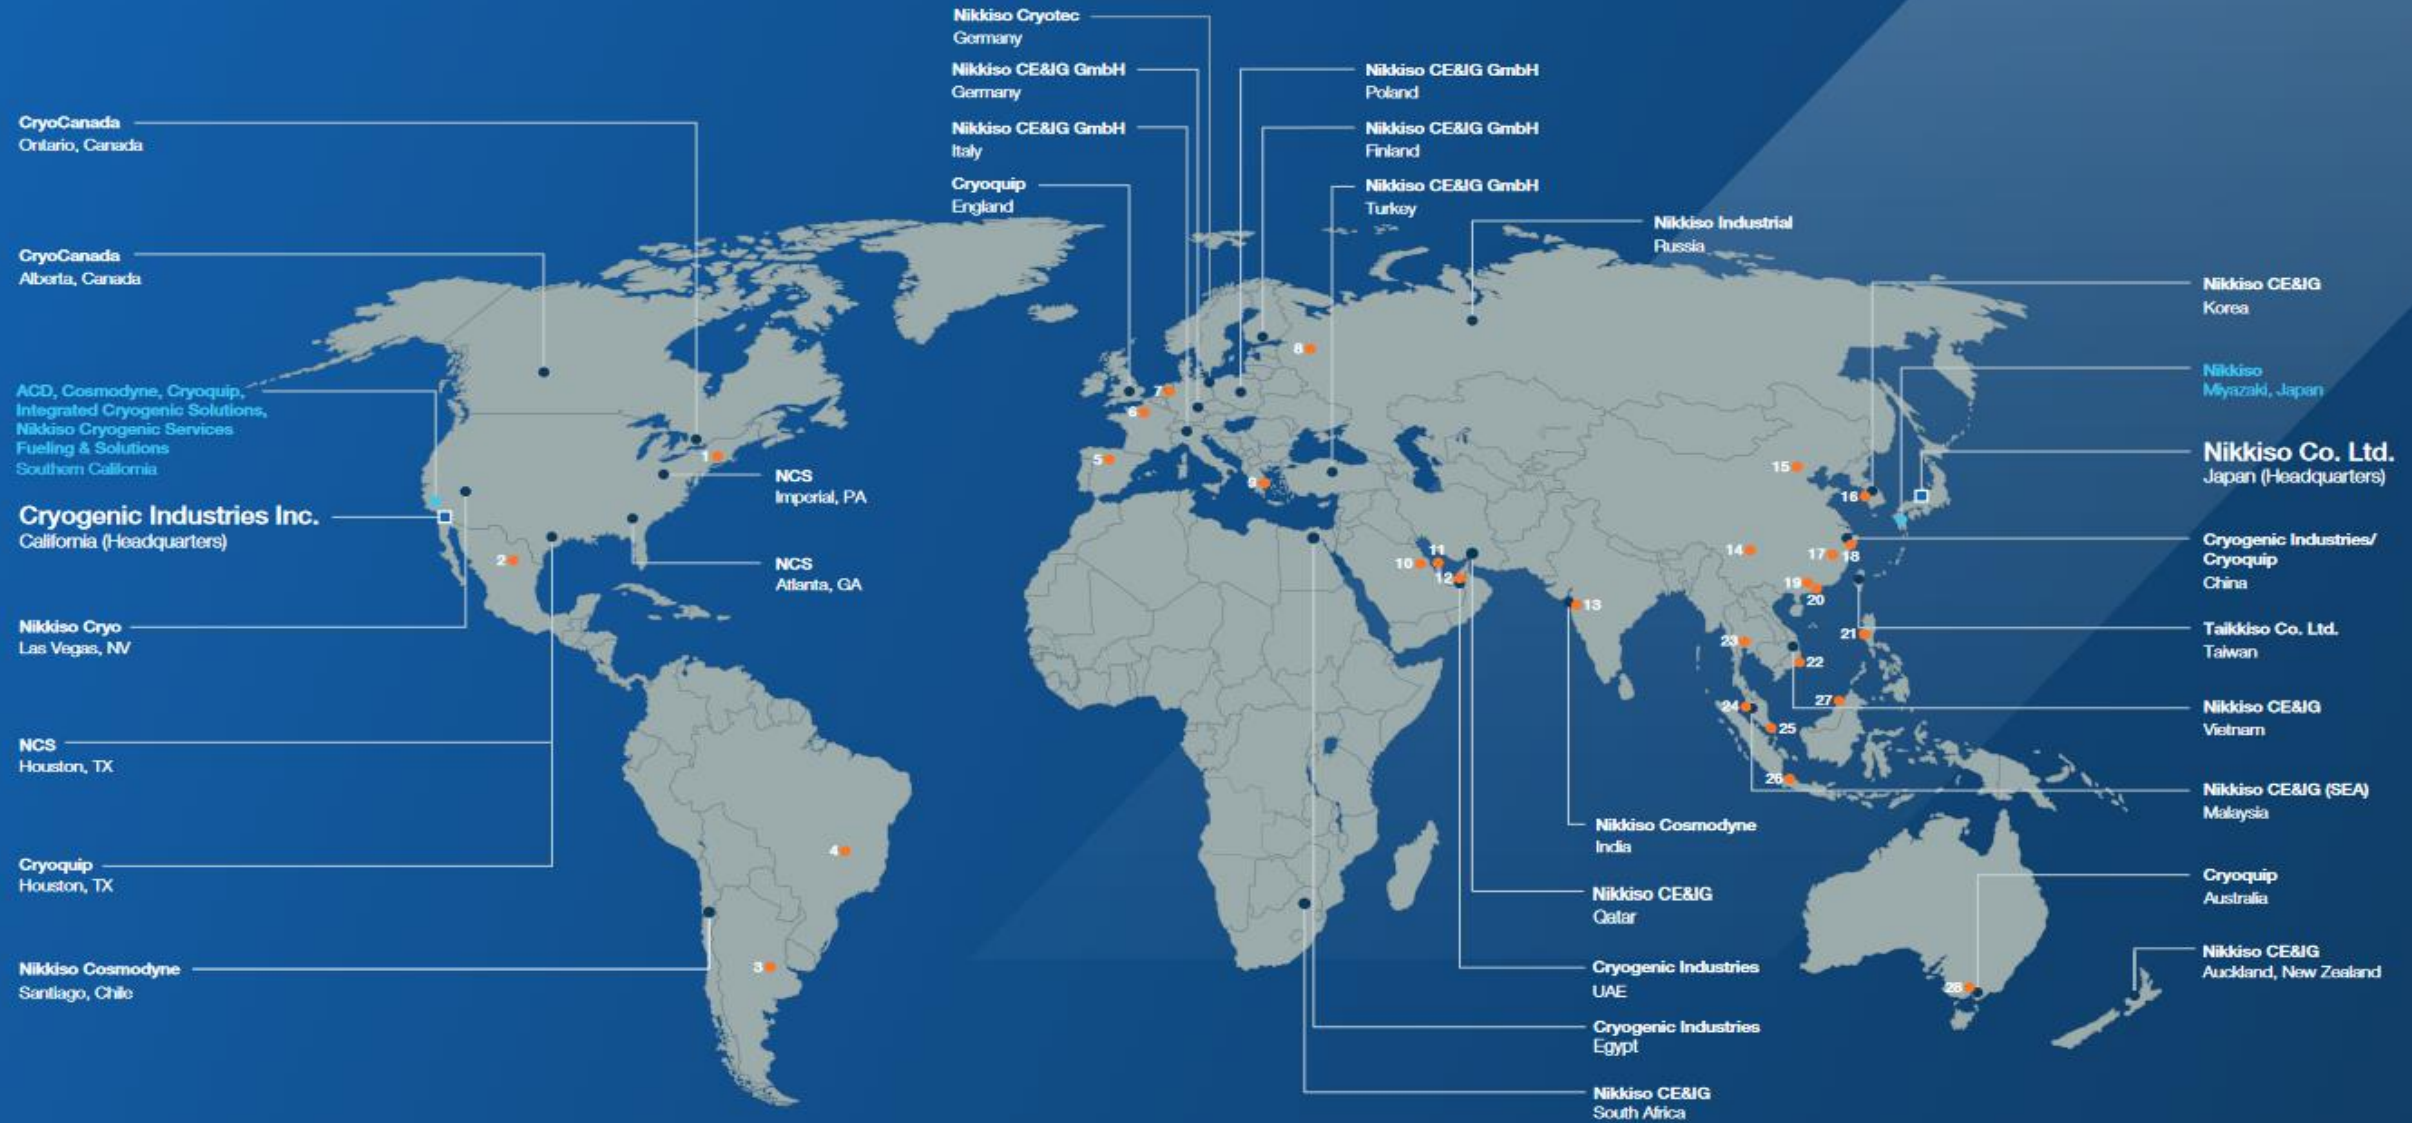 CryoCanada
Ontario, Canada
CryoCanada
Alberta, Canada
ACD, Cosmodyne, Cryoquip,
Integrated Cryogenic Solutions,
Nikkiso Cryogenic Services
Fueling & Solutions
Southern California
Cryogenic Industries Inc.
California (Headquarters)
Nikkiso Cryo
Las Vegas, NV
NCS
Houston, TX
Cryoquip
Houston, TX
Nikkiso Cosmodyne
Santiago, Chile
NCS
Imperial, PA
NCS
Atlanta, GA
1
2
3
4
Nikkiso Cryotec
Germany
Nikkiso CE&IG GmbH
Germany
Nikkiso CE&IG GmbH
Italy
Cryoquip
England
Nikkiso CE&IG GmbH
Poland
Nikkiso CE&IG GmbH
Finland
Nikkiso CE&IG GmbH
Turkey
Nikkiso Industrial
Russia
5
6
7
8
9
10
11
12
13
14
15
16
17
18
19
20
21
22
23
24
25
26
27
28
Nikkiso Cosmodyne
India
Nikkiso CE&IG
Qatar
Cryogenic Industries
UAE
Cryogenic Industries
Egypt
Nikkiso CE&IG
South Africa
Nikkiso CE&IG
Korea
Nikkiso
Miyazaki, Japan
Nikkiso Co. Ltd.
Japan (Headquarters)
Cryogenic Industries/
Cryoquip
China
Taikkiso Co. Ltd.
Taiwan
Nikkiso CE&IG
Vietnam
Nikkiso CE&IG (SEA)
Malaysia
Cryoquip
Australia
Nikkiso CE&IG
Auckland, New Zealand